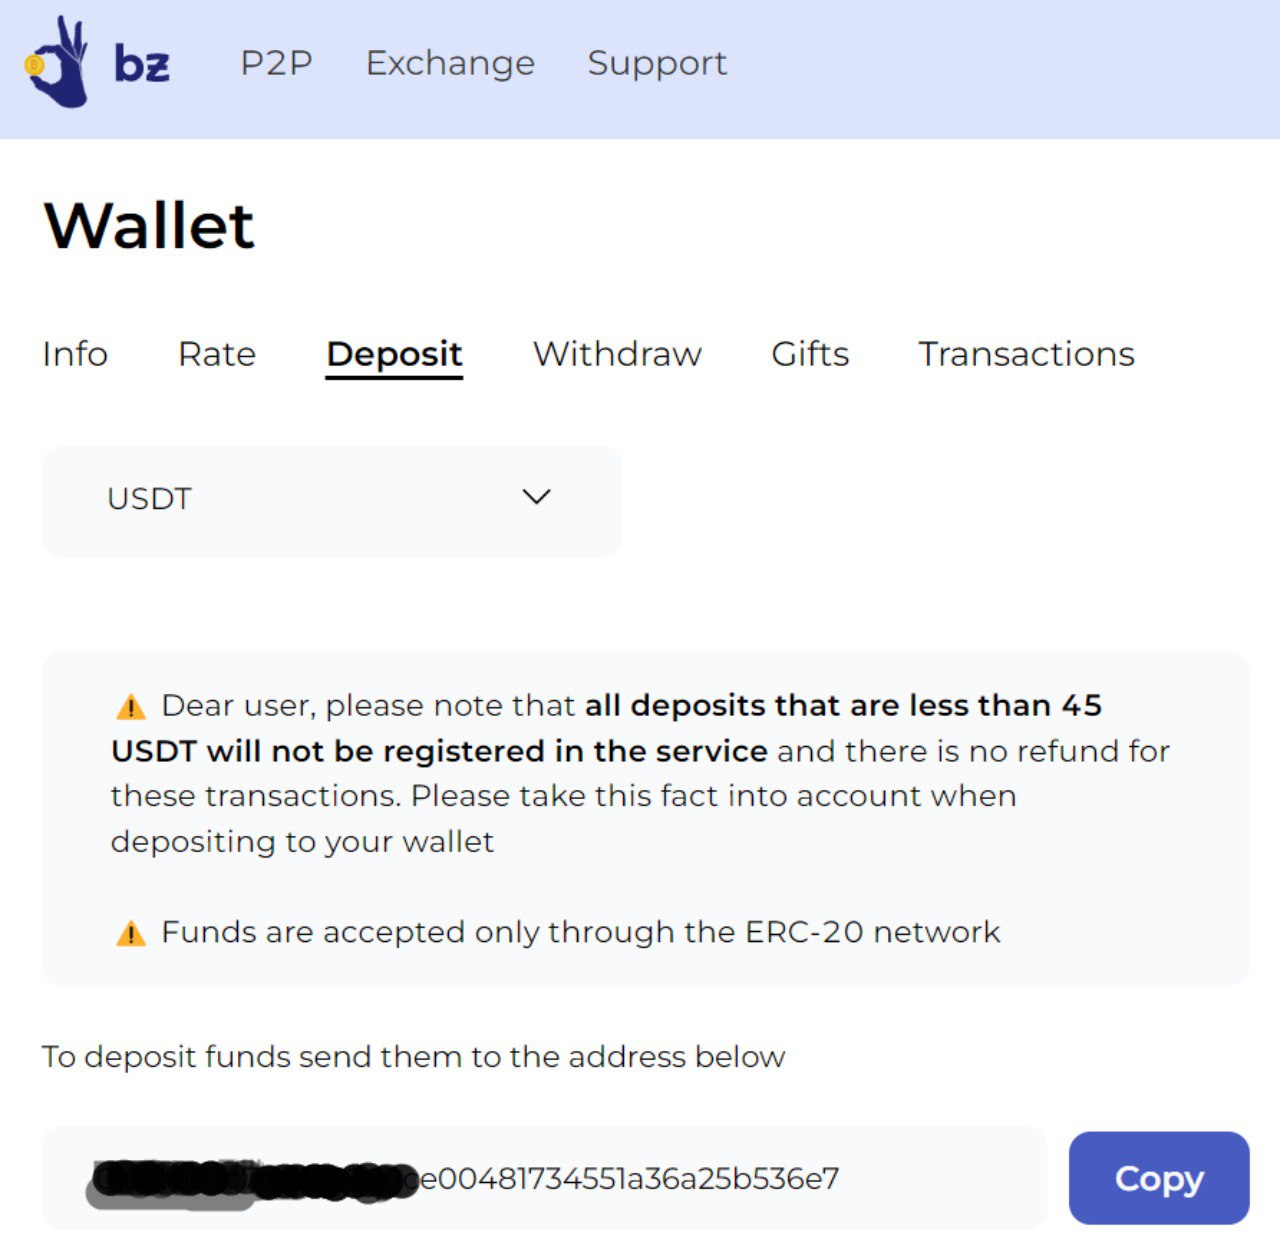 bz P2P Exchange Support
Wallet
Info Rate Deposit Withdraw Gifts Transactions
USDT
⚠️ Dear user, please note that all deposits that are less than 45
USDT will not be registered in the service and there is no refund for
these transactions. Please take this fact into account when
depositing to your wallet
⚠️ Funds are accepted only through the ERC-20 network
To deposit funds send them to the address below
ce00481734551a36a25b536e7 Copy